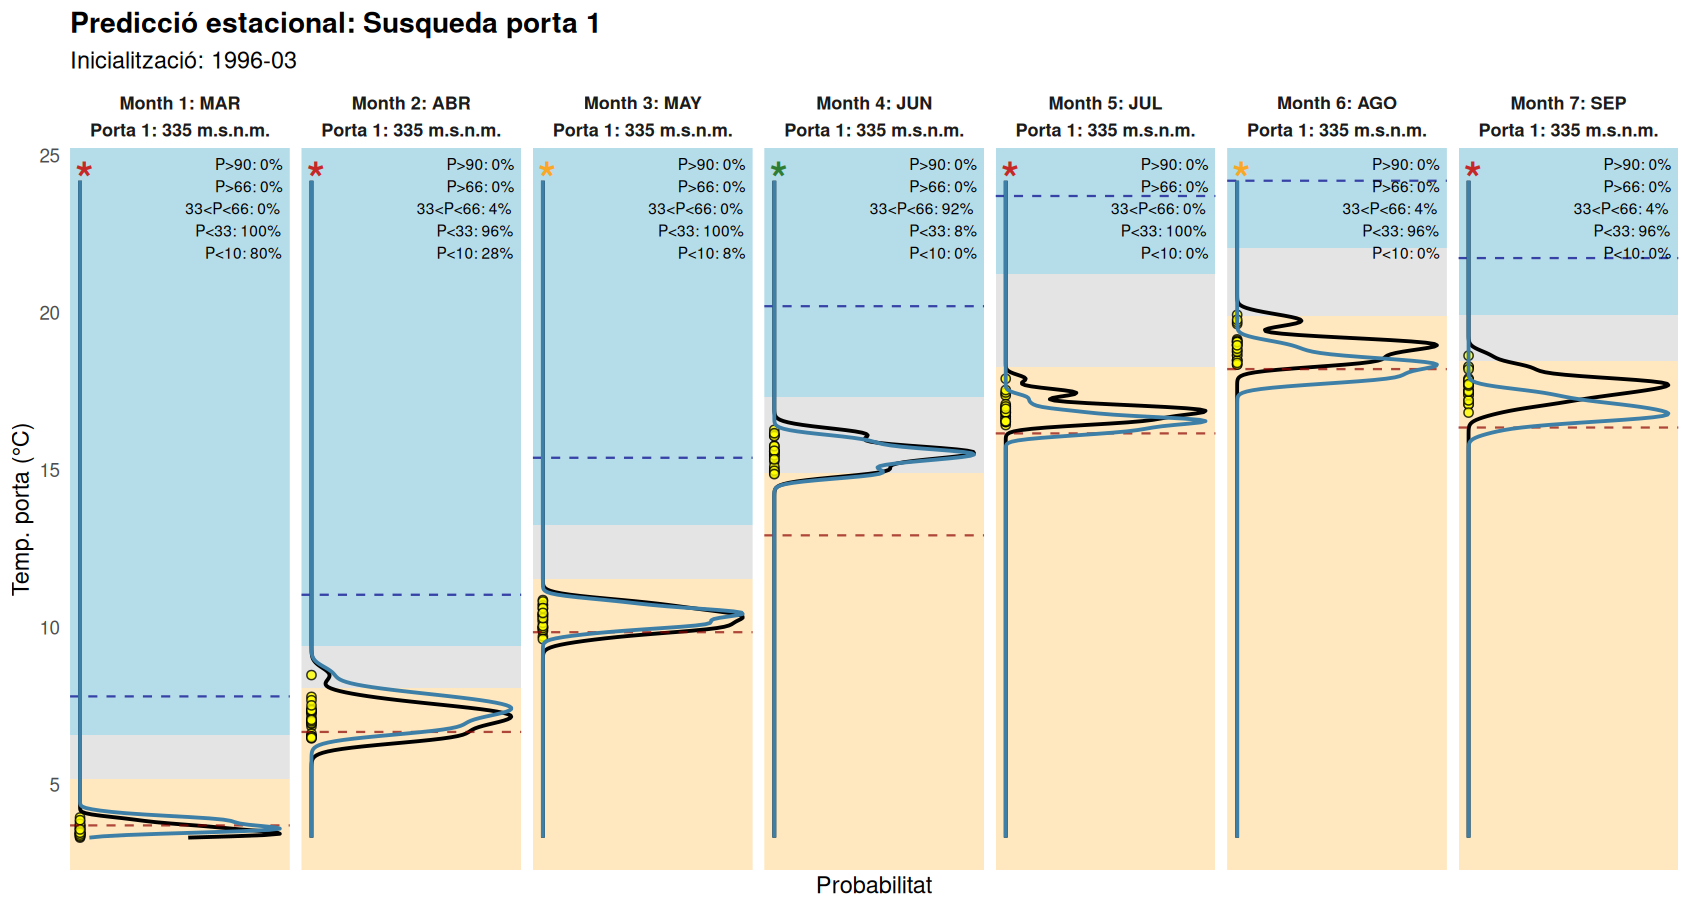 Predicció estacional: Susqueda porta 1
Inicialització: 1996-03
Month 1: MAR
Porta 1: 335 m.s.n.m.
Month 2: ABR
Porta 1: 335 m.s.n.m.
Month 3: MAY
Porta 1: 335 m.s.n.m.
Month 4: JUN
Porta 1: 335 m.s.n.m.
Month 5: JUL
Porta 1: 335 m.s.n.m.
Month 6: AGO
Porta 1: 335 m.s.n.m.
Month 7: SEP
Porta 1: 335 m.s.n.m.
Temp. porta (°C)
25
20
15
10
5
*
P>90: 0%
P>66: 0%
33<P<66: 0%
P<33: 100%
P<10: 80%
*
P>90: 0%
P>66: 0%
33<P<66: 4%
P<33: 96%
P<10: 28%
*
P>90: 0%
P>66: 0%
33<P<66: 0%
P<33: 100%
P<10: 8%
*
P>90: 0%
P>66: 0%
33<P<66: 92%
P<33: 8%
P<10: 0%
*
P>90: 0%
P>66: 0%
33<P<66: 0%
P<33: 100%
P<10: 0%
*
P>90: 0%
P>66: 0%
33<P<66: 4%
P<33: 96%
P<10: 0%
*
P>90: 0%
P>66: 0%
33<P<66: 4%
P<33: 96%
P<10: 0%
Probabilitat